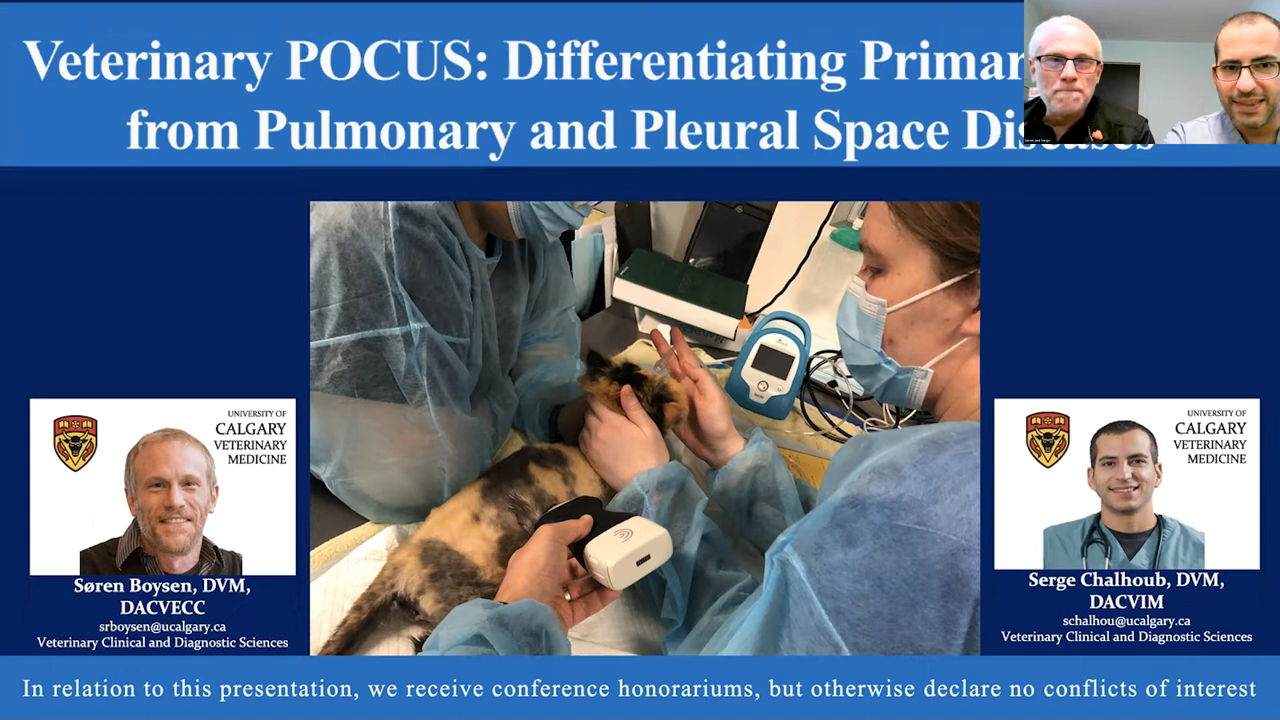 Veterinary POCUS: Differentiating Primar
from Pulmonary and Pleural Space Diseases
UNIVERSITY OF
CALGARY
VETERINARY
MEDICINE
Søren Boysen, DVM,
DACVECC
srboysen@ucalgary.ca
Veterinary Clinical and Diagnostic Sciences
UNIVERSITY OF
CALGARY
VETERINARY
MEDICINE
Serge Chalhoub, DVM,
DACVIM
schalhou@ucalgary.ca
Veterinary Clinical and Diagnostic Sciences
In relation to this presentation, we receive conference honorariums, but otherwise declare no conflicts of interest